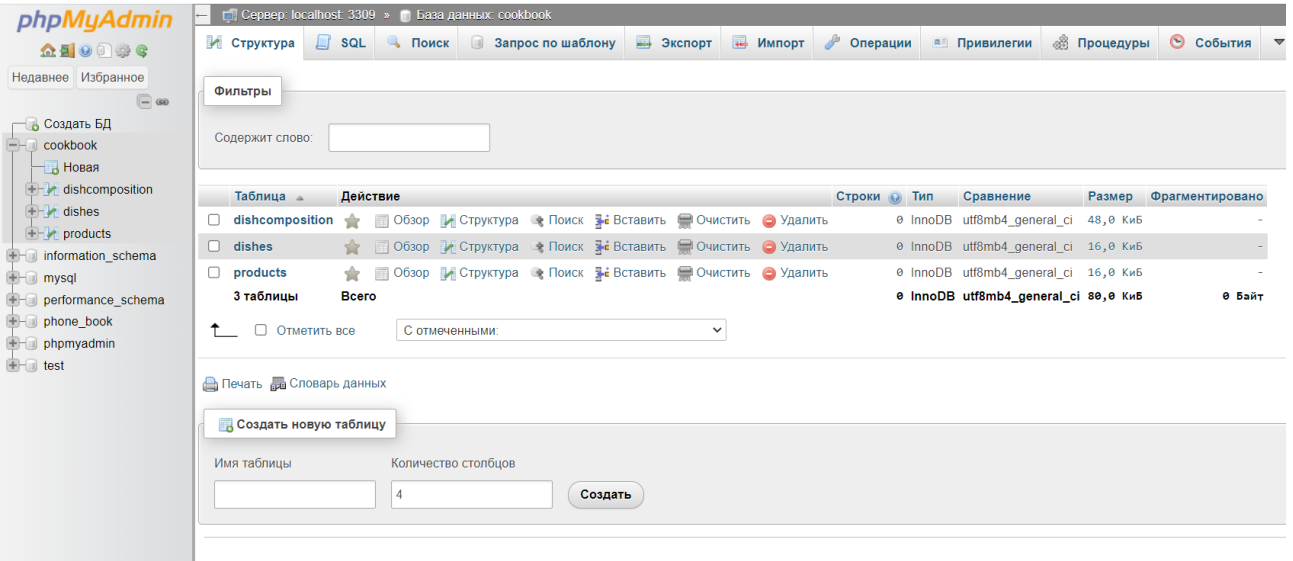 phpMyAdmin
Недавнее Избранное
Создать БД
cookbook
Новая
dishcomposition
dishes
products
information_schema
mysql
performance_schema
phone_book
phpmyadmin
test
← Сервер: localhost: 3309 » База данных: cookbook
Структура SQL Поиск Запрос по шаблону Экспорт Импорт Операции Привилегии Процедуры События
Фильтры
Содержит слово:
Таблица Действие Строки Тип Сравнение Размер Фрагментировано
dishcomposition Обзор Структура Поиск Вставить Очистить Удалить 0 InnoDB utf8mb4_general_ci 48,0 КиБ -
dishes Обзор Структура Поиск Вставить Очистить Удалить 0 InnoDB utf8mb4_general_ci 16,0 КиБ -
products Обзор Структура Поиск Вставить Очистить Удалить 0 InnoDB utf8mb4_general_ci 16,0 КиБ -
3 таблицы Всего 0 InnoDB utf8mb4_general_ci 80,0 КиБ 0 Байт
Отметить все С отмеченными:
Печать Словарь данных
Создать новую таблицу
Имя таблицы Количество столбцов
4 Создать